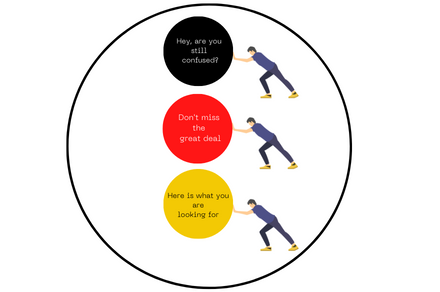 Hey, are you
still
confused?
Don't miss
the
great deal
Here is what you
are
looking for